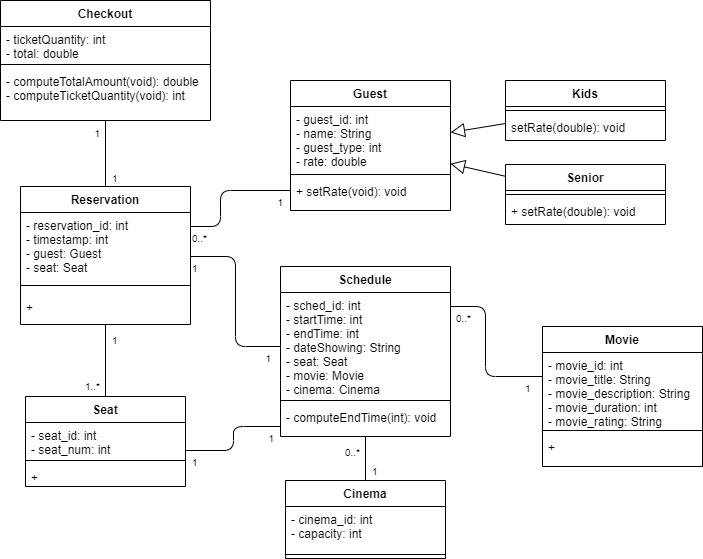 Checkout
- ticketQuantity: int
- total: double
- computeTotalAmount(void): double
- computeTicketQuantity(void): int
1
1
Reservation
- reservation_id: int
- timestamp: int
- guest: Guest
- seat: Seat
+
1
0..*
1
Guest
- guest_id: int
- name: String
- guest_type: int
- rate: double
+ setRate(void): void
Kids
setRate(double): void
Senior
+ setRate(double): void
1
1
Schedule
- sched_id: int
- startTime: int
- endTime: int
- dateShowing: String
- seat: Seat
- movie: Movie
- cinema: Cinema
- computeEndTime(int): void
0..*
1
Movie
- movie_id: int
- movie_title: String
- movie_description: String
- movie_duration: int
- movie_rating: String
+
1..*
Seat
- seat_id: int
- seat_num: int
+
1
1
0..*
1
Cinema
- cinema_id: int
- capacity: int